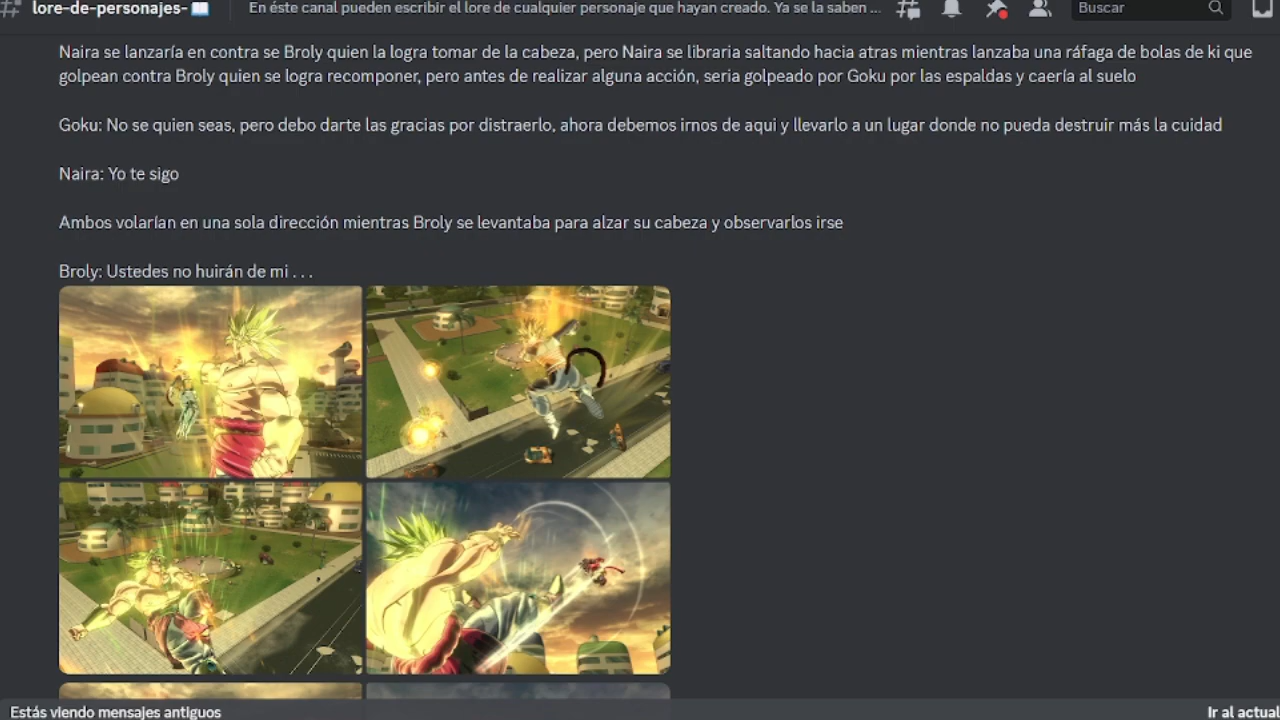 lore-de-personajes-📖
En éste canal pueden escribir el lore de cualquier personaje que hayan creado. Ya se la saben ...
Buscar
Naira se lanzaría en contra se Broly quien la logra tomar de la cabeza, pero Naira se libraria saltando hacia atras mientras lanzaba una ráfaga de bolas de ki que
golpean contra Broly quien se logra recomponer, pero antes de realizar alguna acción, seria golpeado por Goku por las espaldas y caería al suelo
Goku: No se quien seas, pero debo darte las gracias por distraerlo, ahora debemos irnos de aqui y llevarlo a un lugar donde no pueda destruir más la cuidad
Naira: Yo te sigo
Ambos volarían en una sola dirección mientras Broly se levantaba para alzar su cabeza y observarlos irse
Broly: Ustedes no huirán de mi . . .
Estás viendo mensajes antiguos
Ir al actual